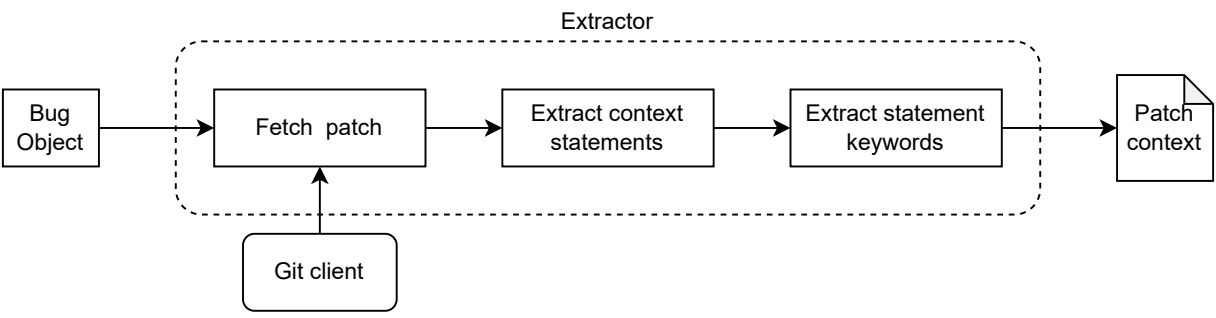 Extractor
Bug
Object
Fetch patch
Extract context
statements
Extract statement
keywords
Patch
context
Git client